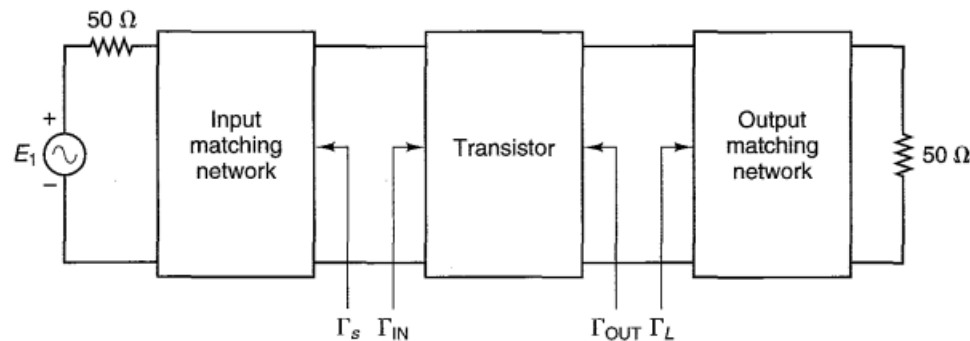 50 Ω
Input
matching
network
Transistor
Output
matching
network
+
E1
−
50 Ω
Γs ΓIN
ΓOUT ΓL